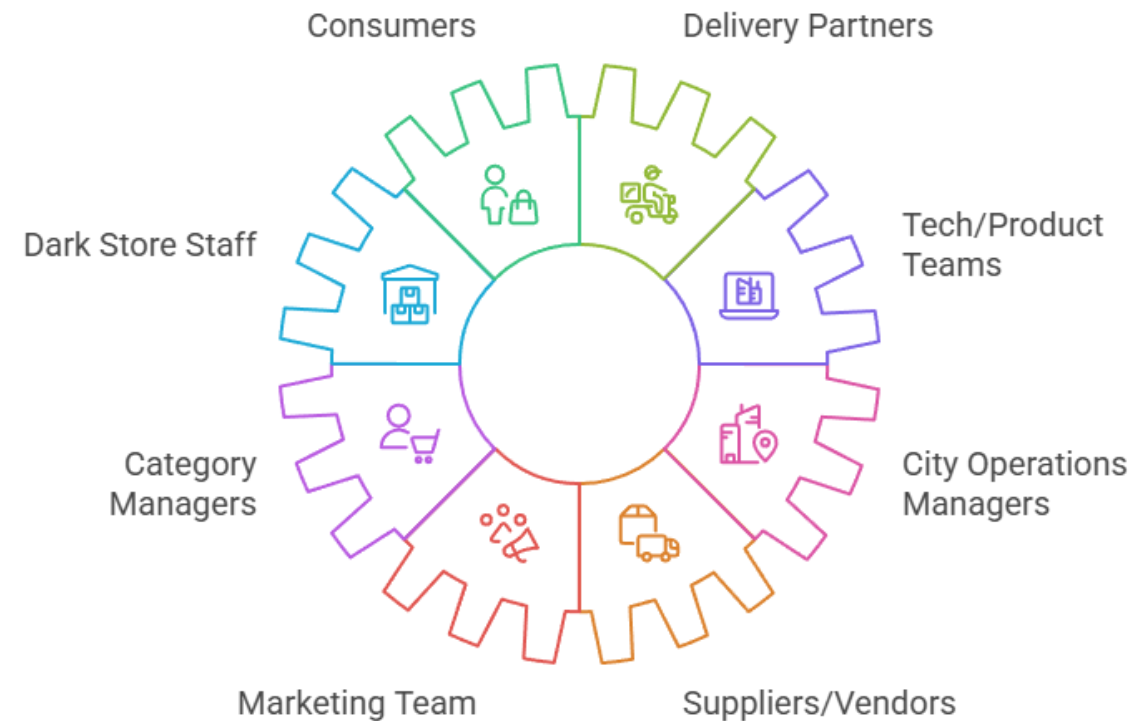 Consumers
Delivery Partners
Dark Store Staff
Tech/Product
Teams
Category
Managers
City Operations
Managers
Marketing Team
Suppliers/Vendors